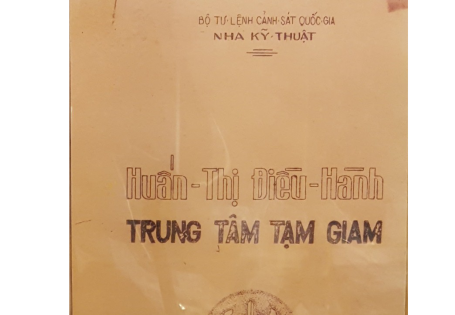 BỘ TƯ-LỆNH CẢNH-SÁT QUỐC-GIA
NHA KỸ-THUẬT
Huấn-Thị Điều-Hành
TRUNG TÂM TẠM GIAM